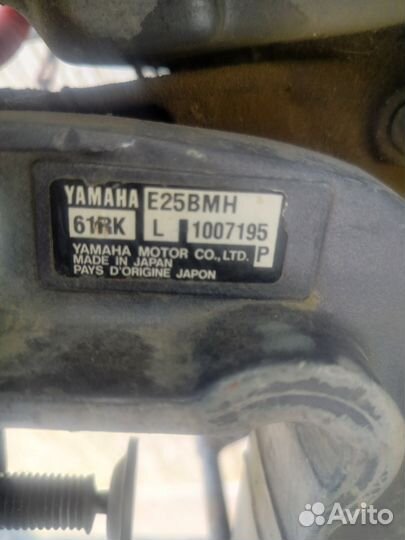 YAMAHA E25BMH
61RK L 1007195
YAMAHA MOTOR CO., LTD. P
MADE IN JAPAN
PAYS D'ORIGINE JAPON
Avito